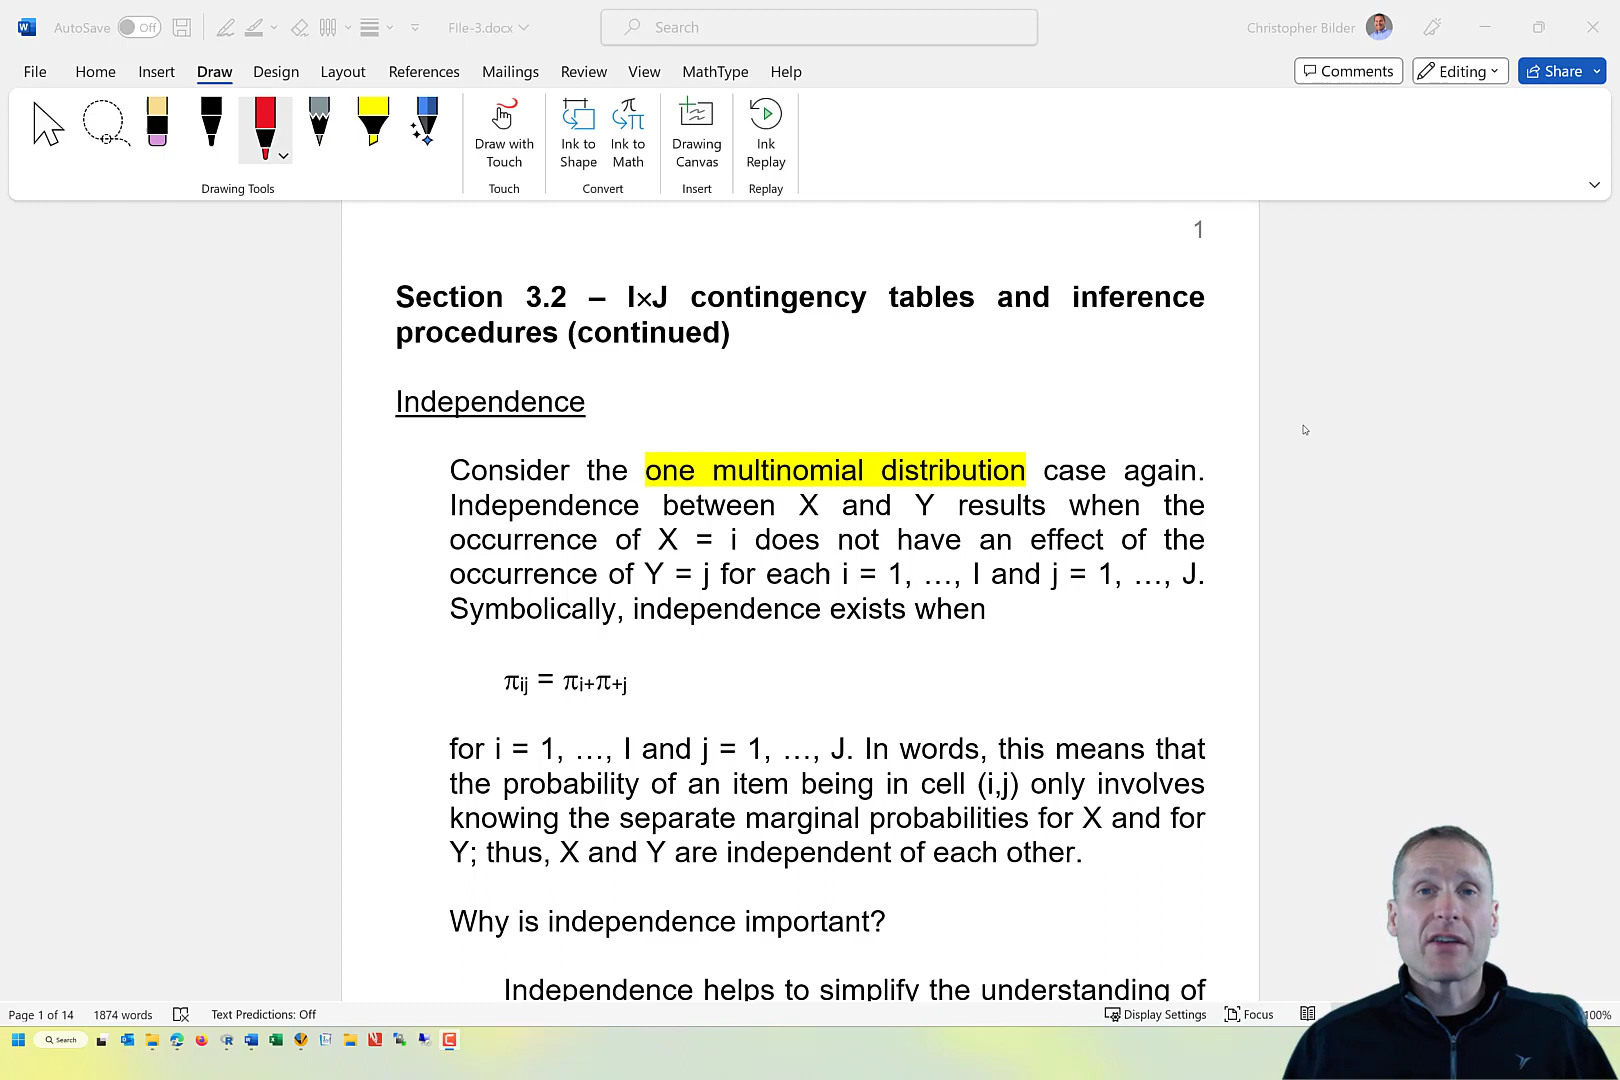 AutoSave Off
FIle-3.docx
Search
Christopher Bilder
File Home Insert Draw Design Layout References Mailings Review View MathType Help
Comments Editing Share
Draw with Touch
Ink to Shape
Ink to Math
Drawing Canvas
Ink Replay
Drawing Tools Touch Convert Insert Replay
1
Section 3.2 – I×J contingency tables and inference
procedures (continued)
Independence
Consider the one multinomial distribution case again.
Independence between X and Y results when the
occurrence of X = i does not have an effect of the
occurrence of Y = j for each i = 1, …, I and j = 1, …, J.
Symbolically, independence exists when
πij = πi+π+j
for i = 1, …, I and j = 1, …, J. In words, this means that
the probability of an item being in cell (i,j) only involves
knowing the separate marginal probabilities for X and for
Y; thus, X and Y are independent of each other.
Why is independence important?
Independence helps to simplify the understanding of
Page 1 of 14 1874 words Text Predictions: Off Display Settings Focus 100%
Search